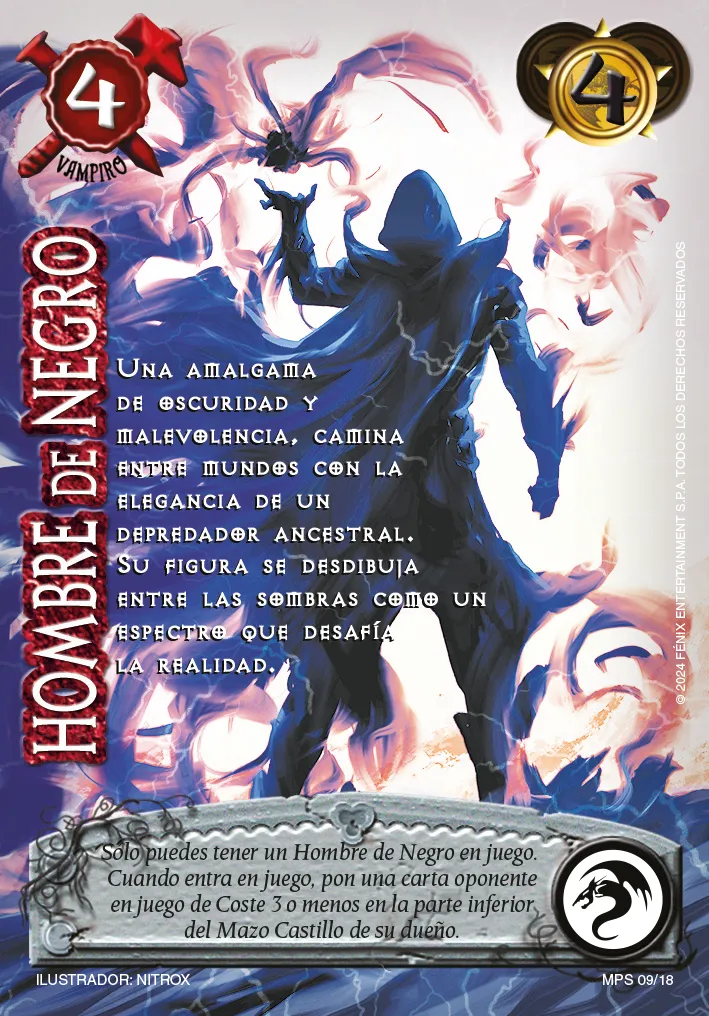 4
VAMPIRO
4
HOMBRE DE NEGRO
UNA AMALGAMA
DE OSCURIDAD Y
MALEVOLENCIA, CAMINA
ENTRE MUNDOS CON LA
ELEGANCIA DE UN
DEPREDADOR ANCESTRAL.
SU FIGURA SE DESDIBUJA
ENTRE LAS SOMBRAS COMO UN
ESPECTRO QUE DESAFÍA
LA REALIDAD.
© 2024 FÉNIX ENTERTAINMENT S.P.A. TODOS LOS DERECHOS RESERVADOS
Sólo puedes tener un Hombre de Negro en juego.
Cuando entra en juego, pon una carta oponente
en juego de Coste 3 o menos en la parte inferior
del Mazo Castillo de su dueño.
ILUSTRADOR: NITROX
MPS 09/18